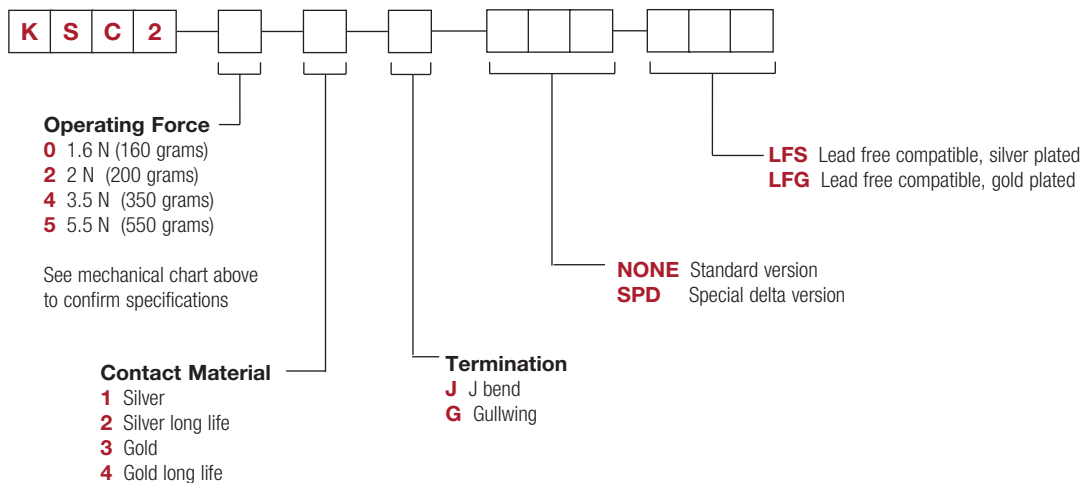 K S C 2
Operating Force
0 1.6 N (160 grams)
2 2 N (200 grams)
4 3.5 N (350 grams)
5 5.5 N (550 grams)
See mechanical chart above
to confirm specifications
Contact Material
1 Silver
2 Silver long life
3 Gold
4 Gold long life
Termination
J J bend
G Gullwing
NONE Standard version
SPD Special delta version
LFS Lead free compatible, silver plated
LFG Lead free compatible, gold plated